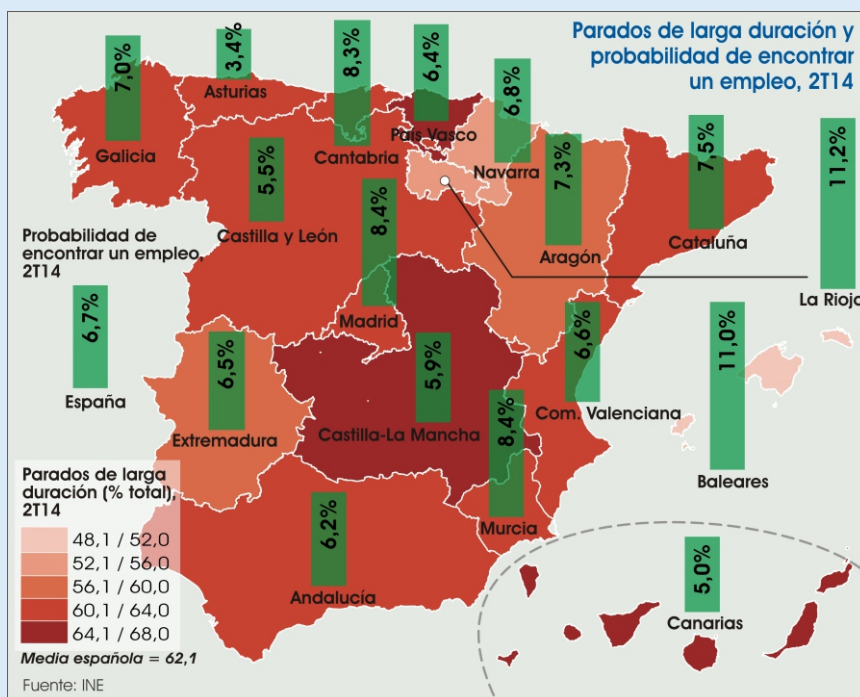 Parados de larga duración y
probabilidad de encontrar
un empleo, 2T14
7,0%
Galicia
3,4%
Asturias
8,3%
Cantabria
6,4%
País Vasco
6,8%
Navarra
7,3%
Aragón
7,5%
Cataluña
11,2%
La Rioja
5,5%
Castilla y León
8,4%
Madrid
Probabilidad de
encontrar un empleo,
2T14
6,7%
España
6,5%
Extremadura
5,9%
Castilla-La Mancha
6,6%
Com. Valenciana
11,0%
Baleares
8,4%
Murcia
6,2%
Andalucía
5,0%
Canarias
Parados de larga
duración (% total),
2T14
48,1 / 52,0
52,1 / 56,0
56,1 / 60,0
60,1 / 64,0
64,1 / 68,0
Media española = 62,1
Fuente: INE